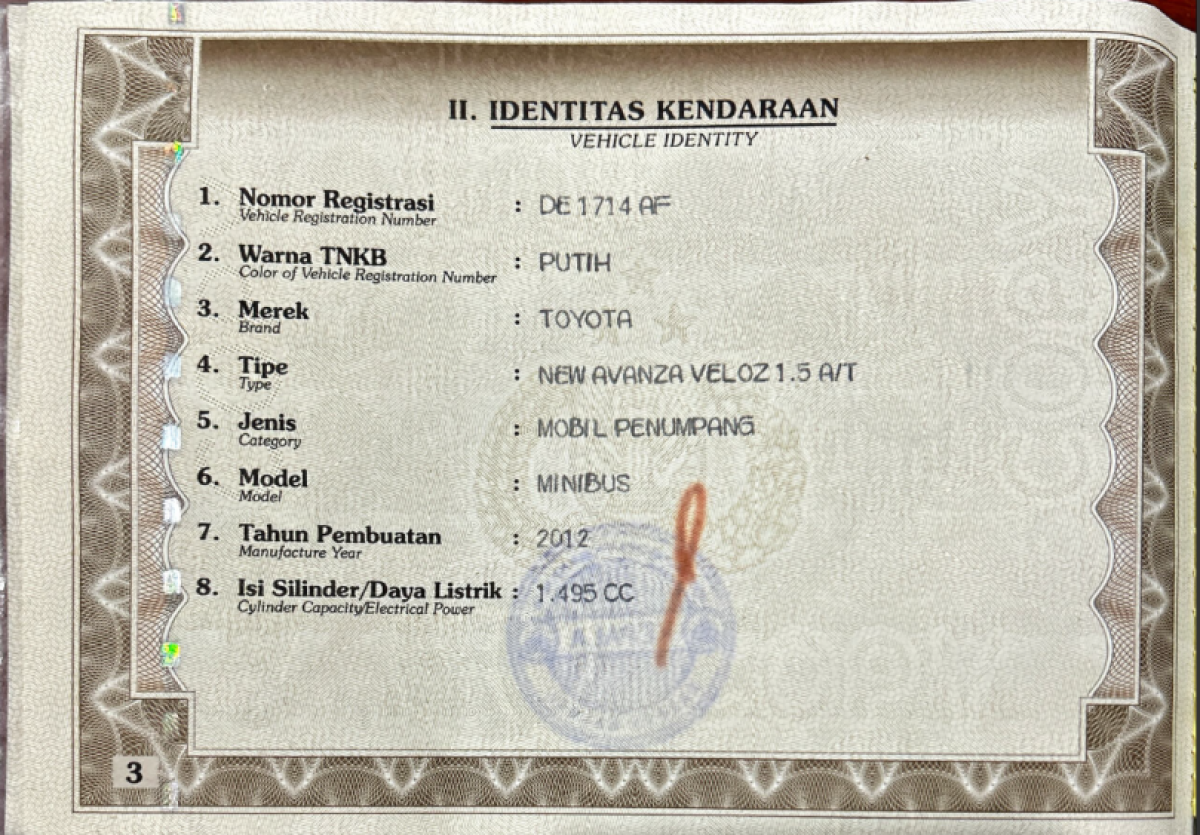 II. IDENTITAS KENDARAAN
VEHICLE IDENTITY
1. Nomor Registrasi : DE 1714 AF
Vehicle Registration Number
2. Warna TNKB : PUTIH
Color of Vehicle Registration Number
3. Merek : TOYOTA
Brand
4. Tipe : NEW AVANZA VELOZ 1.5 A/T
Type
5. Jenis : MOBIL PENUMPANG
Category
6. Model : MINIBUS
Model
7. Tahun Pembuatan : 2012
Manufacture Year
8. Isi Silinder/Daya Listrik : 1.495 CC
Cylinder Capacity/Electrical Power
3